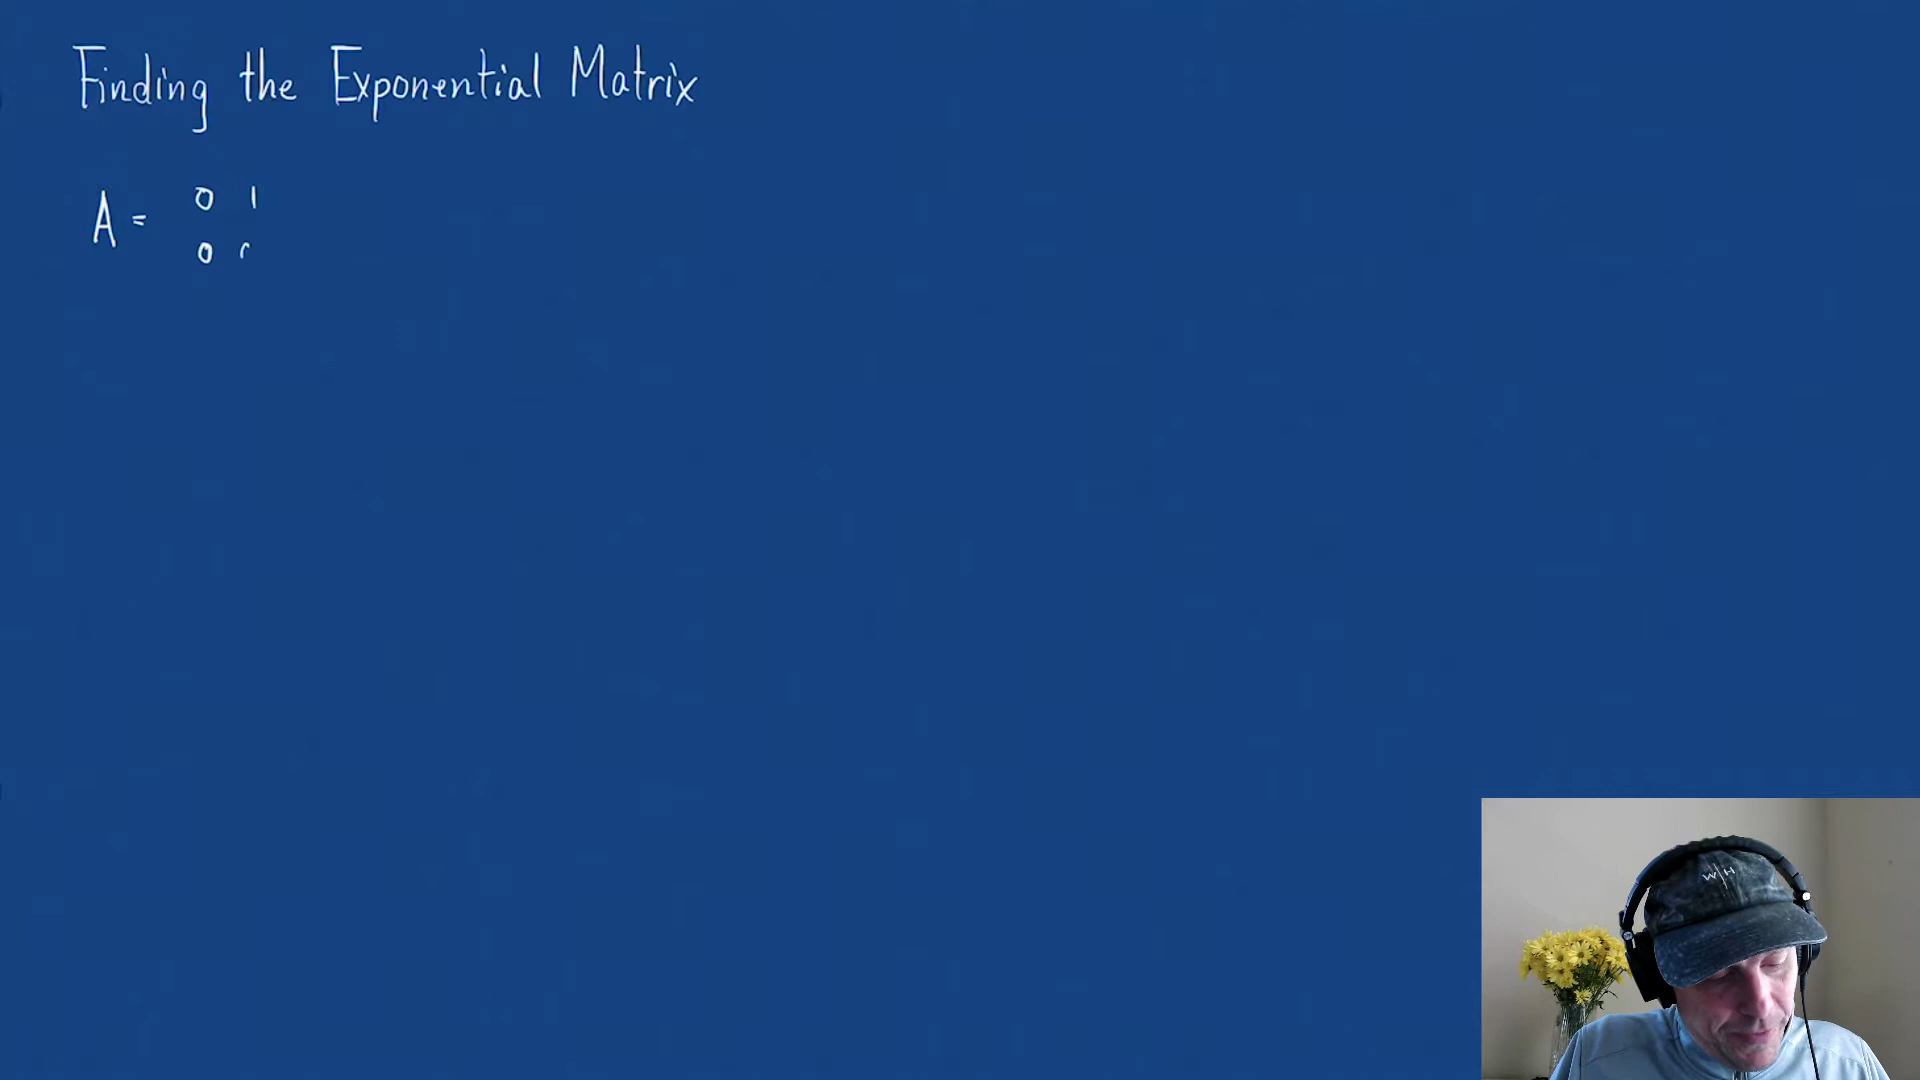 Finding the Exponential Matrix
A = 0 1
0
W H